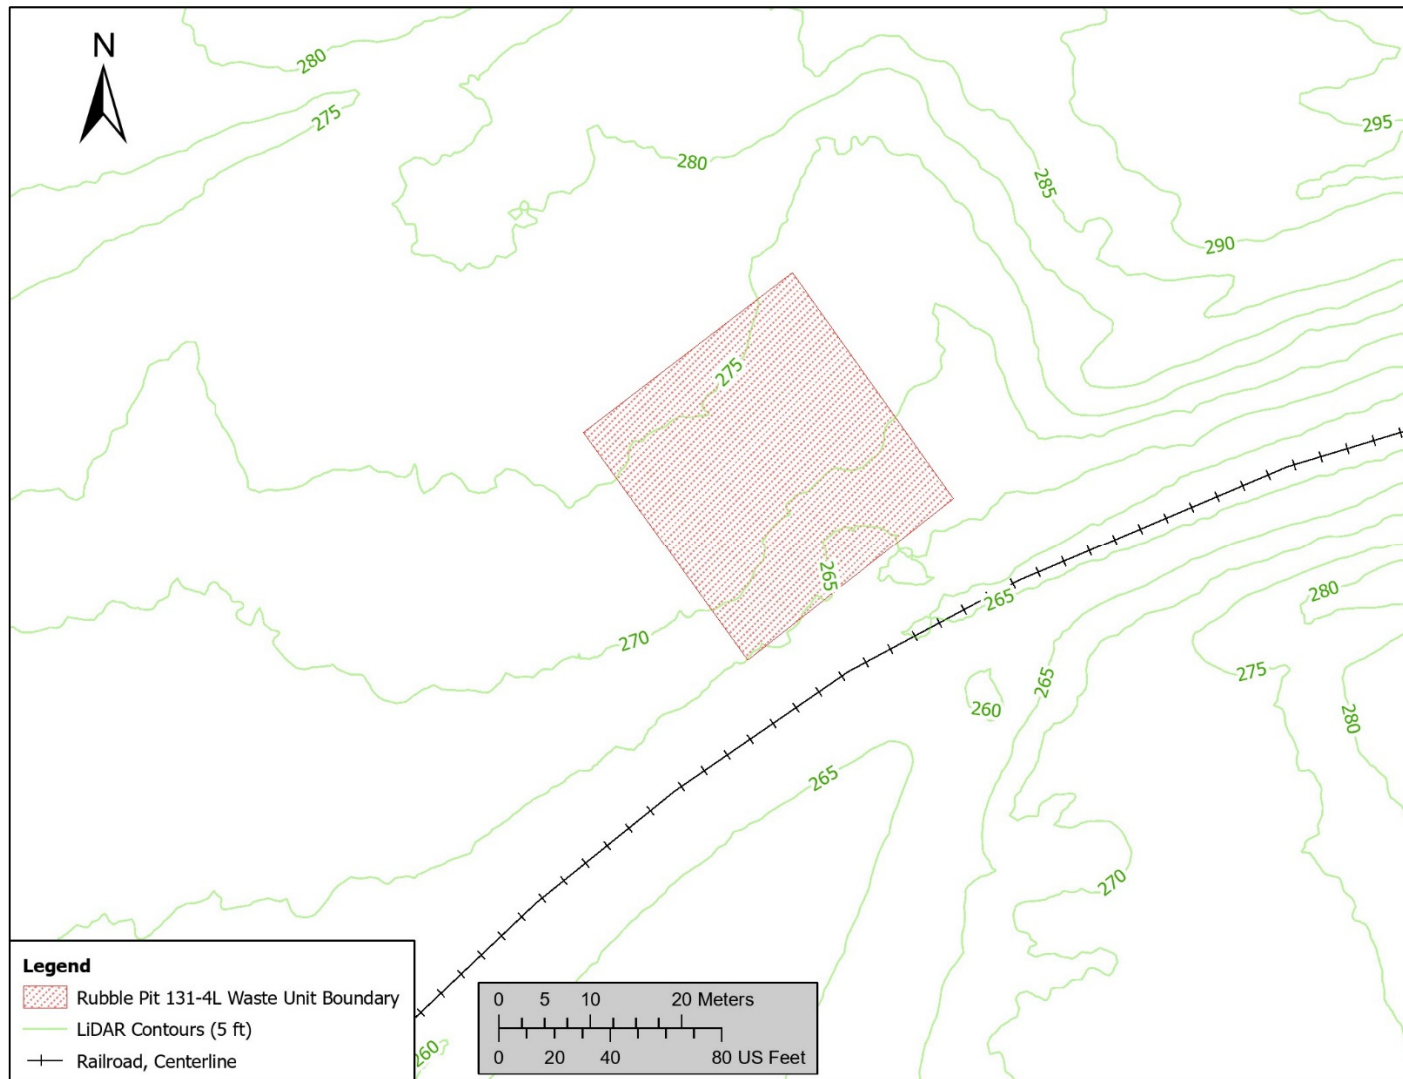 N
280
275
280
285
295
290
275
265
265
270
280
275
265
260
280
265
270
260
Legend
Rubble Pit 131-4L Waste Unit Boundary
LiDAR Contours (5 ft)
Railroad, Centerline
0 5 10 20 Meters
0 20 40 80 US Feet